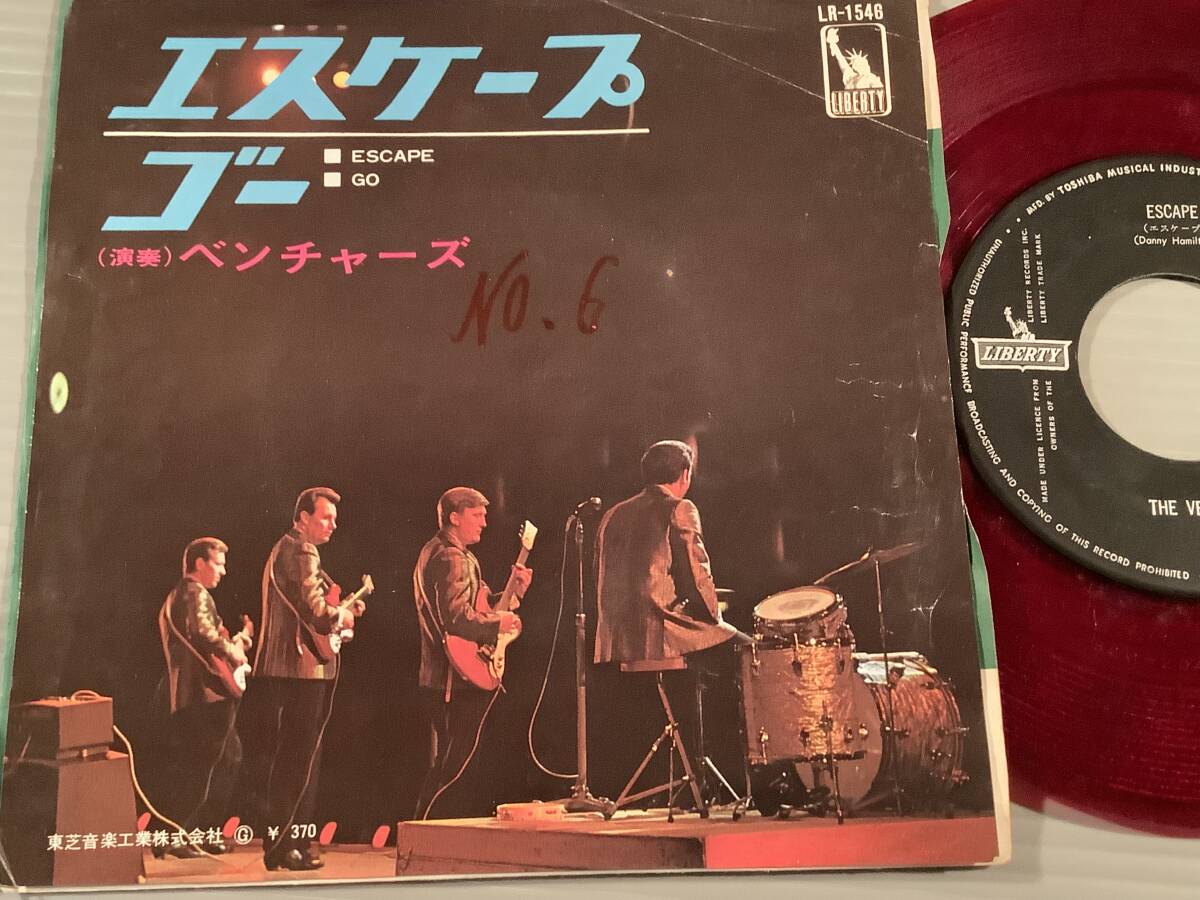 エスケープ
ゴー
■ ESCAPE
■ GO
(演奏)ベンチャーズ
LR-1546
LIBERTY
NO. 6
東芝音楽工業株式会社 Ⓖ ¥ 370
MFD. BY TOSHIBA MUSICAL
UNAUTHORIZED PUBLIC PERFORMANCE BROADCASTING AND COPYING OF THIS RECORD PROHIBITED
ESCAPE
(エスケープ
(Danny
LIBERTY RECORDS INC.
LIBERTY TRADE MARK
LIBERTY
MADE UNDER LICENCE FROM
OWNERS OF THE
THE